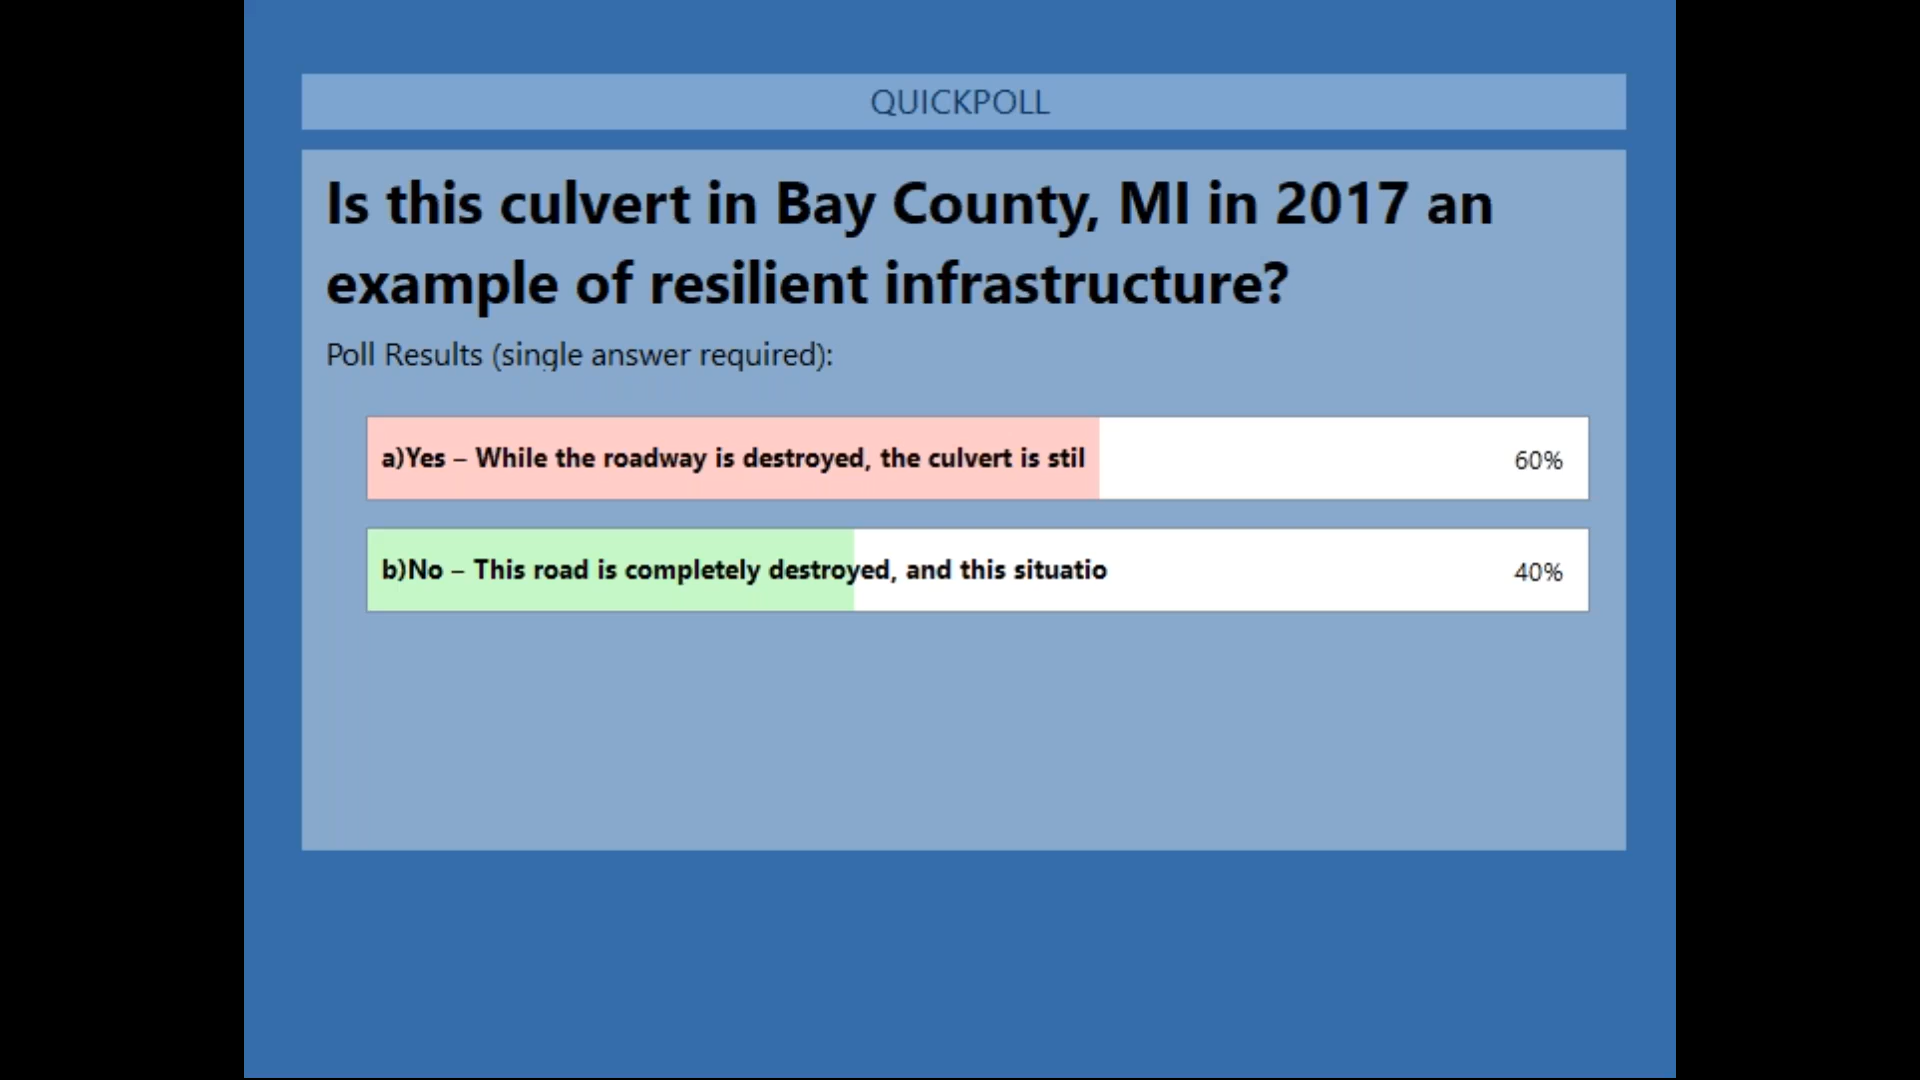 QUICKPOLL
Is this culvert in Bay County, MI in 2017 an
example of resilient infrastructure?
Poll Results (single answer required):
a)Yes – While the roadway is destroyed, the culvert is stil 60%
b)No – This road is completely destroyed, and this situatio 40%